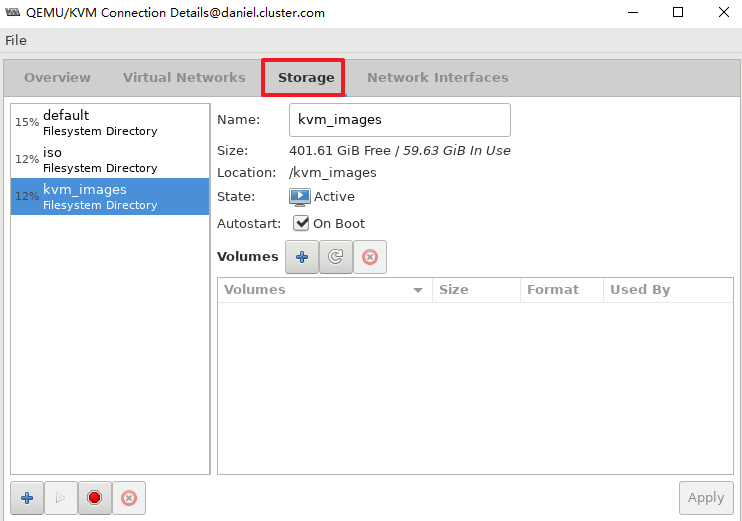 QEMU/KVM Connection Details@daniel.cluster.com
File
Overview Virtual Networks Storage Network Interfaces
15% default
Filesystem Directory
12% iso
Filesystem Directory
12% kvm_images
Filesystem Directory
Name: kvm_images
Size: 401.61 GiB Free / 59.63 GiB In Use
Location: /kvm_images
State: Active
Autostart: On Boot
Volumes
Volumes Size Format Used By
Apply